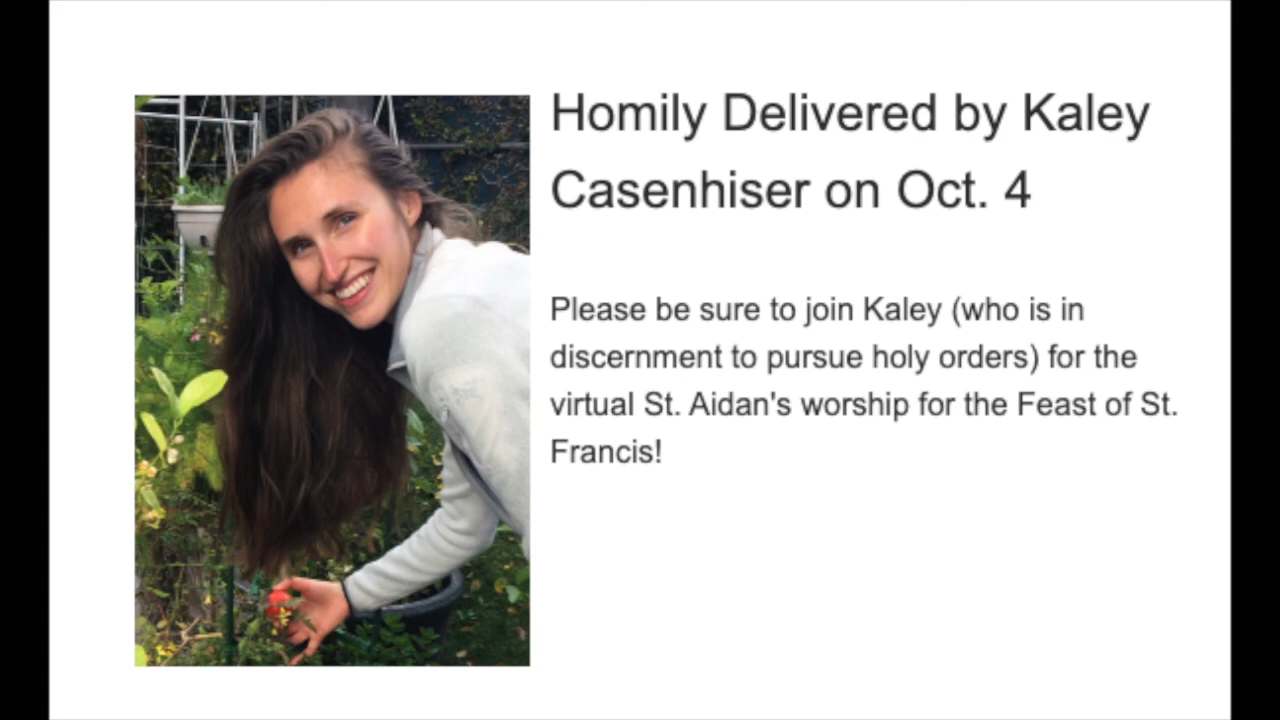 Homily Delivered by Kaley
Casenhiser on Oct. 4
Please be sure to join Kaley (who is in
discernment to pursue holy orders) for the
virtual St. Aidan's worship for the Feast of St.
Francis!